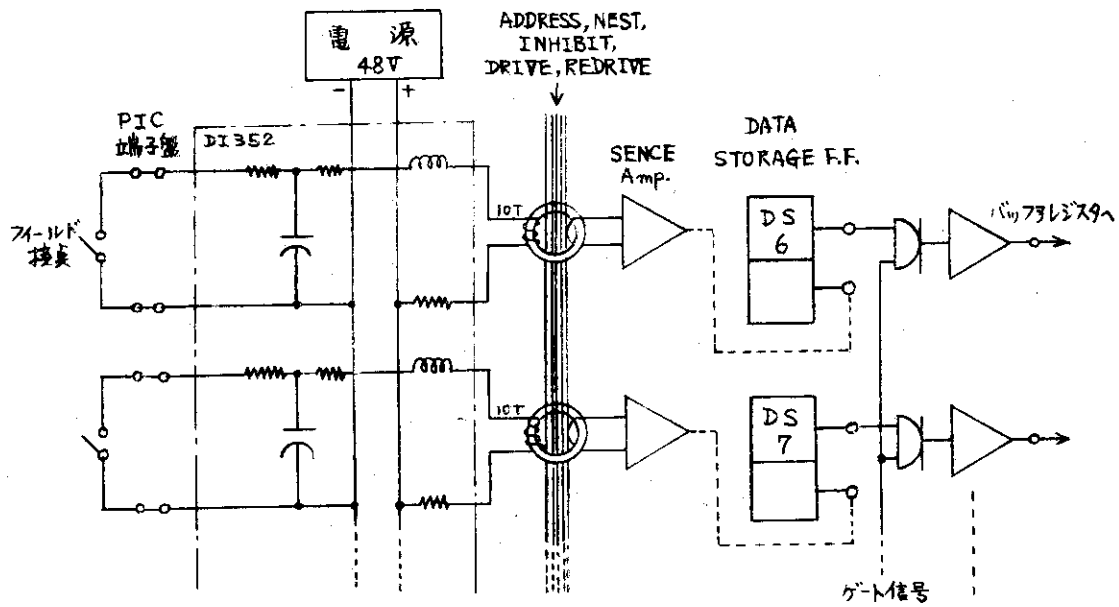 電源
48V
- +
ADDRESS, NEST,
INHIBIT,
DRIVE, REDRIVE
PIC
端子盤
DI352
フィールド
接点
10T
SENCE
Amp.
DATA
STORAGE F.F.
DS
6
バッファレジスタへ
10T
DS
7
ゲート信号